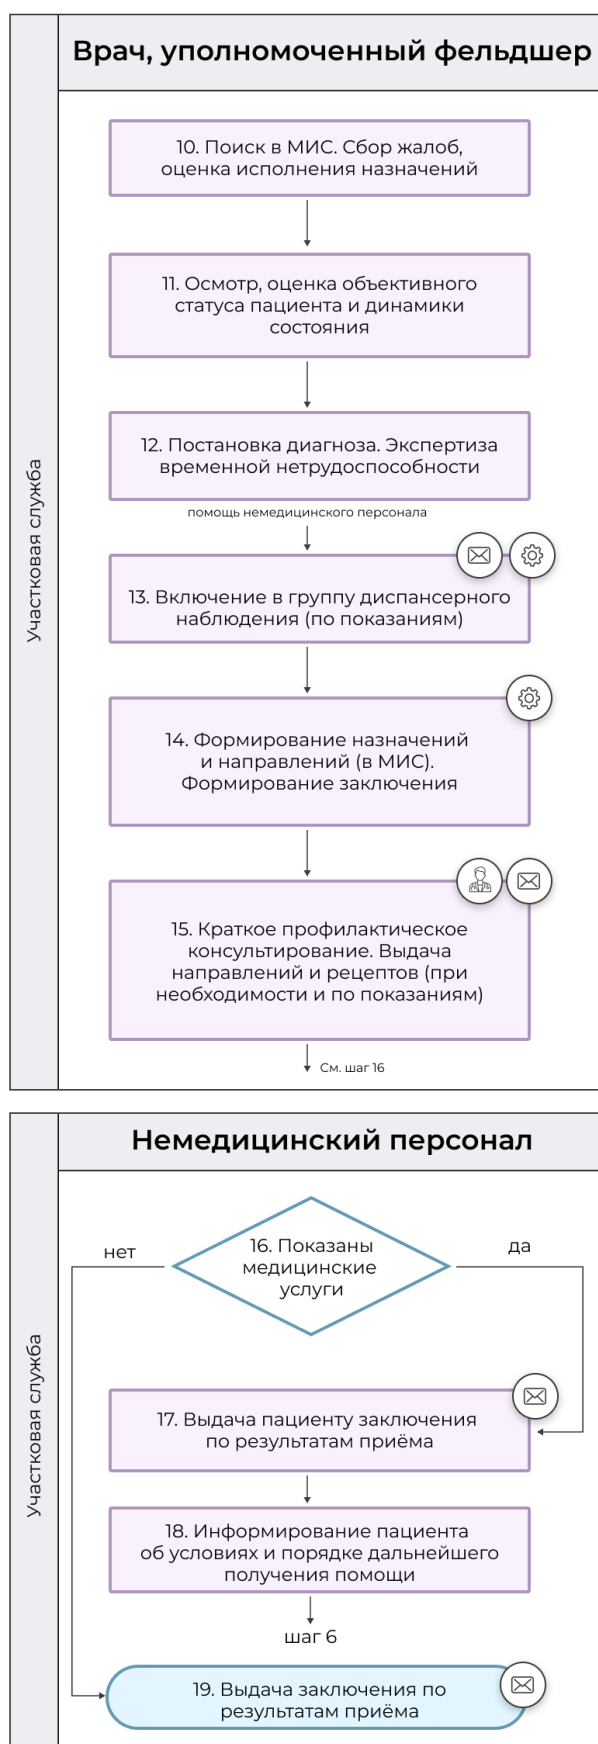 Врач, уполномоченный фельдшер
Участковая служба
10. Поиск в МИС. Сбор жалоб,
оценка исполнения назначений
11. Осмотр, оценка объективного
статуса пациента и динамики
состояния
12. Постановка диагноза. Экспертиза
временной нетрудоспособности
помощь немедицинского персонала
13. Включение в группу диспансерного
наблюдения (по показаниям)
14. Формирование назначений
и направлений (в МИС).
Формирование заключения
15. Краткое профилактическое
консультирование. Выдача
направлений и рецептов (при
необходимости и по показаниям)
См. шаг 16
Немедицинский персонал
Участковая служба
16. Показаны
медицинские
услуги
нет
да
17. Выдача пациенту заключения
по результатам приёма
18. Информирование пациента
об условиях и порядке дальнейшего
получения помощи
шаг 6
19. Выдача заключения по
результатам приёма